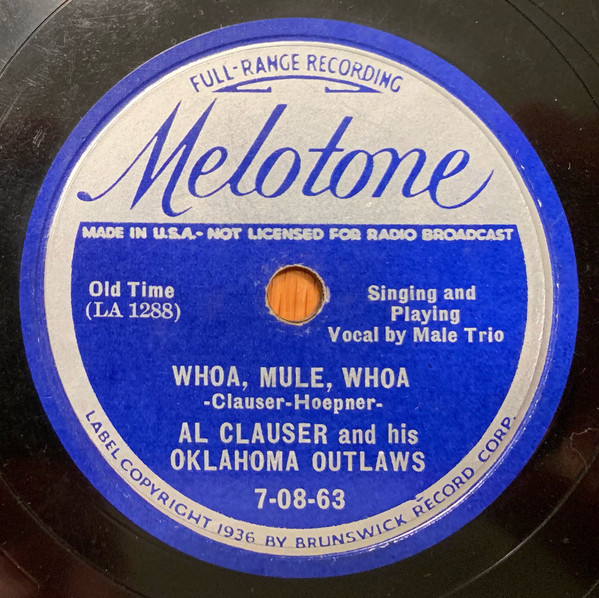 FULL-RANGE RECORDING
Melotone
MADE IN U.S.A.- NOT LICENSED FOR RADIO BROADCAST
Old Time
(LA 1288)
Singing and
Playing
Vocal by Male Trio
WHOA, MULE, WHOA
-Clauser-Hoepner-
AL CLAUSER and his
OKLAHOMA OUTLAWS
7-08-63
LABEL COPYRIGHT 1936 BY BRUNSWICK RECORD CORP.